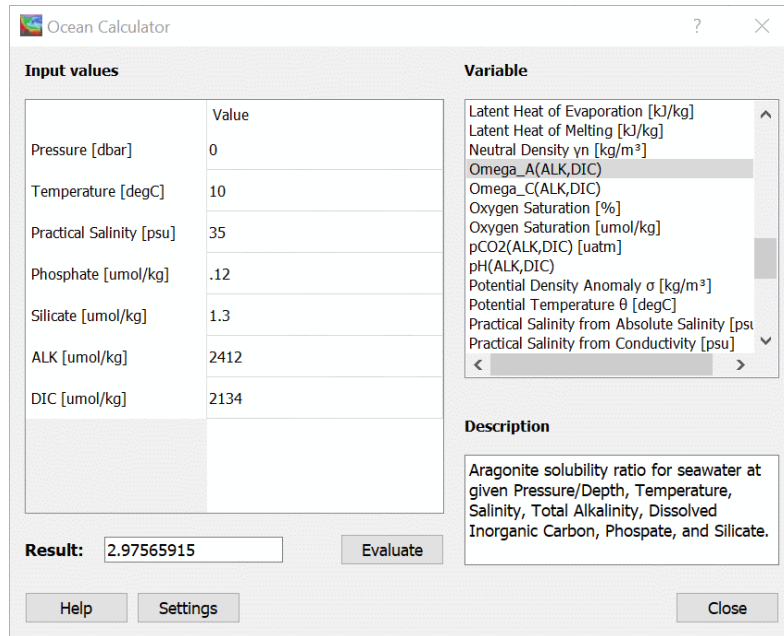 Ocean Calculator
Input values
Value
Pressure [dbar] 0
Temperature [degC] 10
Practical Salinity [psu] 35
Phosphate [umol/kg] .12
Silicate [umol/kg] 1.3
ALK [umol/kg] 2412
DIC [umol/kg] 2134
Result: 2.97565915
Evaluate
Help
Settings
Variable
Latent Heat of Evaporation [kJ/kg]
Latent Heat of Melting [kJ/kg]
Neutral Density γn [kg/m³]
Omega_A(ALK,DIC)
Omega_C(ALK,DIC)
Oxygen Saturation [%]
Oxygen Saturation [umol/kg]
pCO2(ALK,DIC) [uatm]
pH(ALK,DIC)
Potential Density Anomaly σ [kg/m³]
Potential Temperature θ [degC]
Practical Salinity from Absolute Salinity [psu
Practical Salinity from Conductivity [psu]
Description
Aragonite solubility ratio for seawater at
given Pressure/Depth, Temperature,
Salinity, Total Alkalinity, Dissolved
Inorganic Carbon, Phospate, and Silicate.
Close